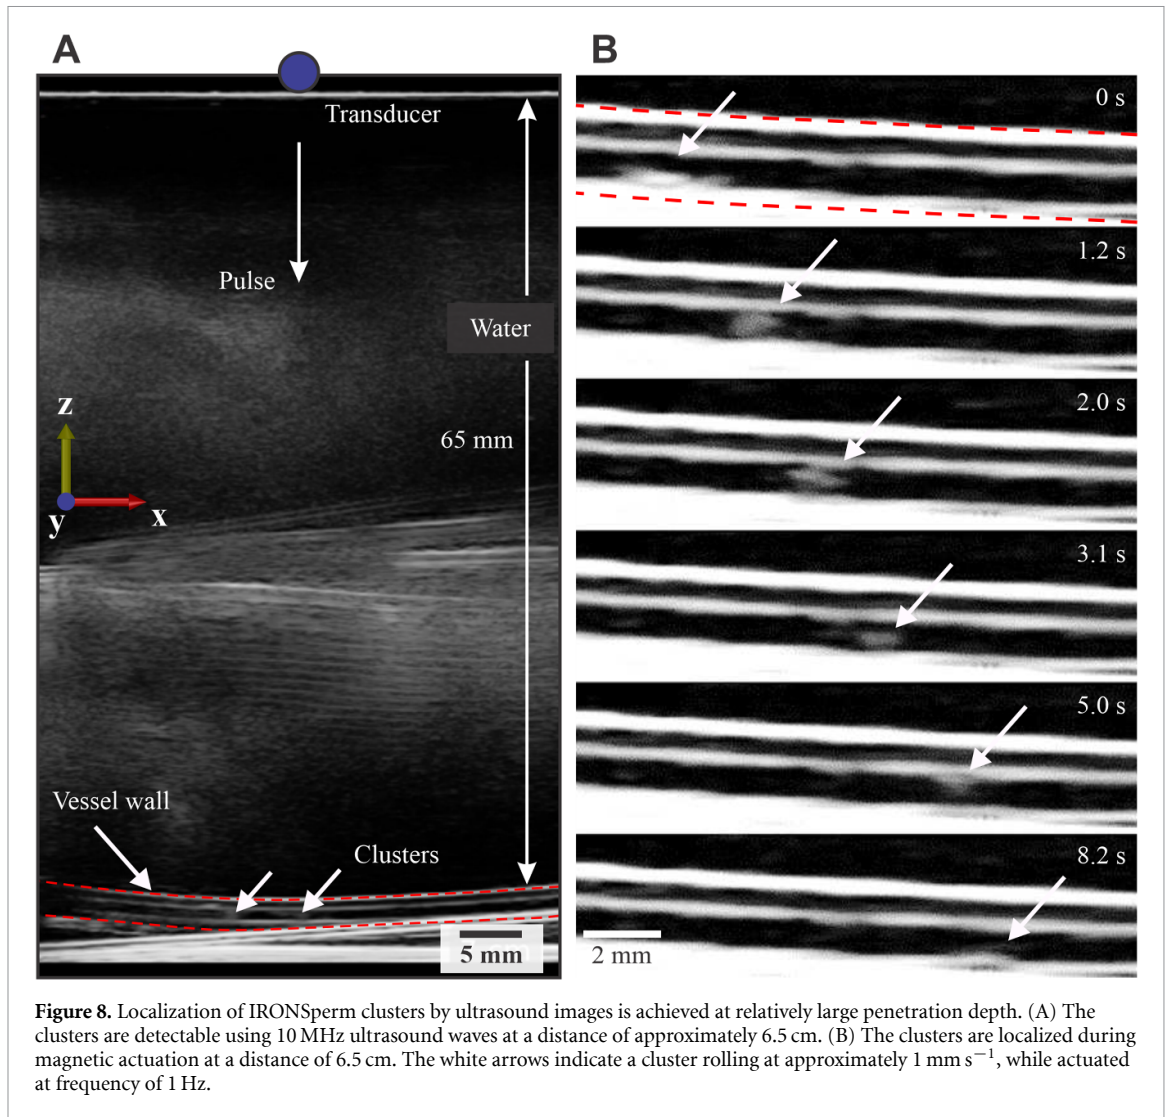 A
Transducer
Pulse
Water
z
65 mm
y
x
Vessel wall
Clusters
5 mm
B
0 s
1.2 s
2.0 s
3.1 s
5.0 s
8.2 s
2 mm
Figure 8. Localization of IRONSperm clusters by ultrasound images is achieved at relatively large penetration depth. (A) The
clusters are detectable using 10 MHz ultrasound waves at a distance of approximately 6.5 cm. (B) The clusters are localized during
magnetic actuation at a distance of 6.5 cm. The white arrows indicate a cluster rolling at approximately 1 mm s⁻¹, while actuated
at frequency of 1 Hz.